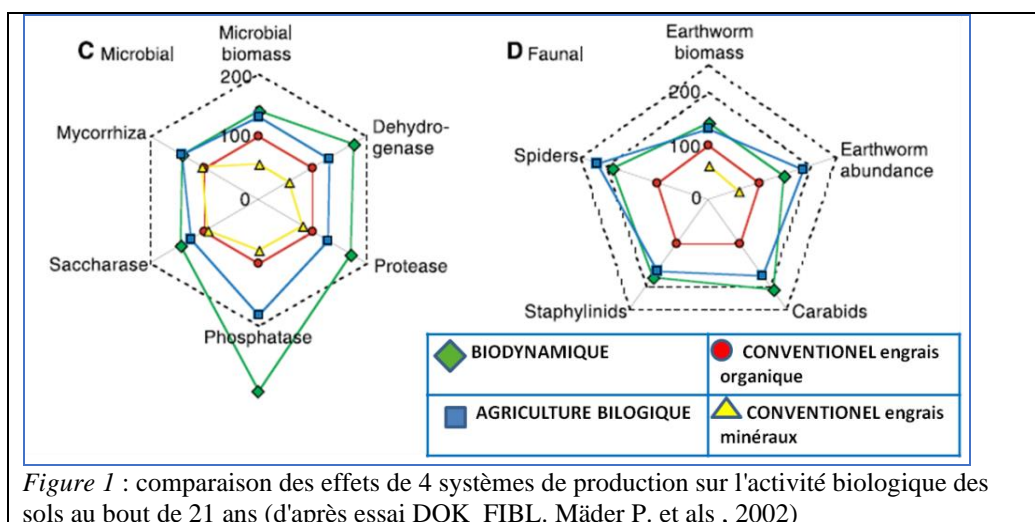 C Microbial
Microbial
biomass
200
100
0
Mycorrhiza
Dehydro-
genase
Saccharase
Protease
Phosphatase
D Faunal
Earthworm
biomass
200
100
0
Spiders
Earthworm
abundance
Staphylinids
Carabids
BIODYNAMIQUE
CONVENTIONEL engrais
organique
AGRICULTURE BILOGIQUE
CONVENTIONEL engrais
minéraux
Figure 1 : comparaison des effets de 4 systèmes de production sur l'activité biologique des
sols au bout de 21 ans (d'après essai DOK FIBL. Mäder P. et als , 2002)